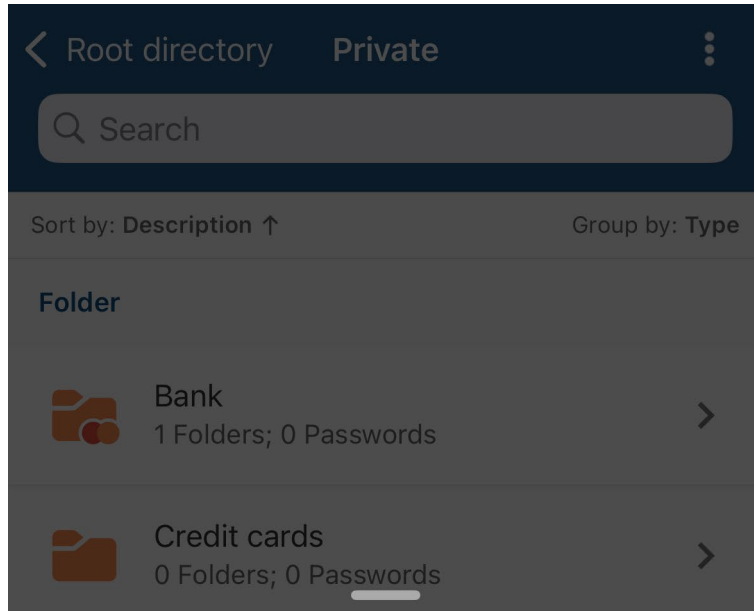 Root directory Private
Search
Sort by: Description ↑ Group by: Type
Folder
Bank
1 Folders; 0 Passwords
Credit cards
0 Folders; 0 Passwords